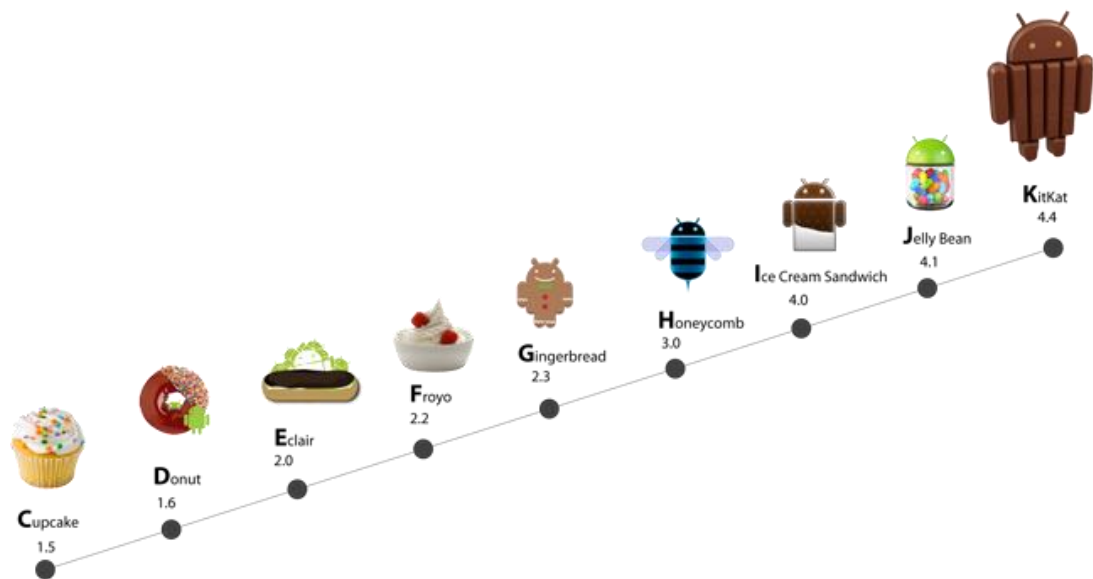 Cupcake
1.5
Donut
1.6
Eclair
2.0
Froyo
2.2
Gingerbread
2.3
Honeycomb
3.0
Ice Cream Sandwich
4.0
Jelly Bean
4.1
KitKat
4.4